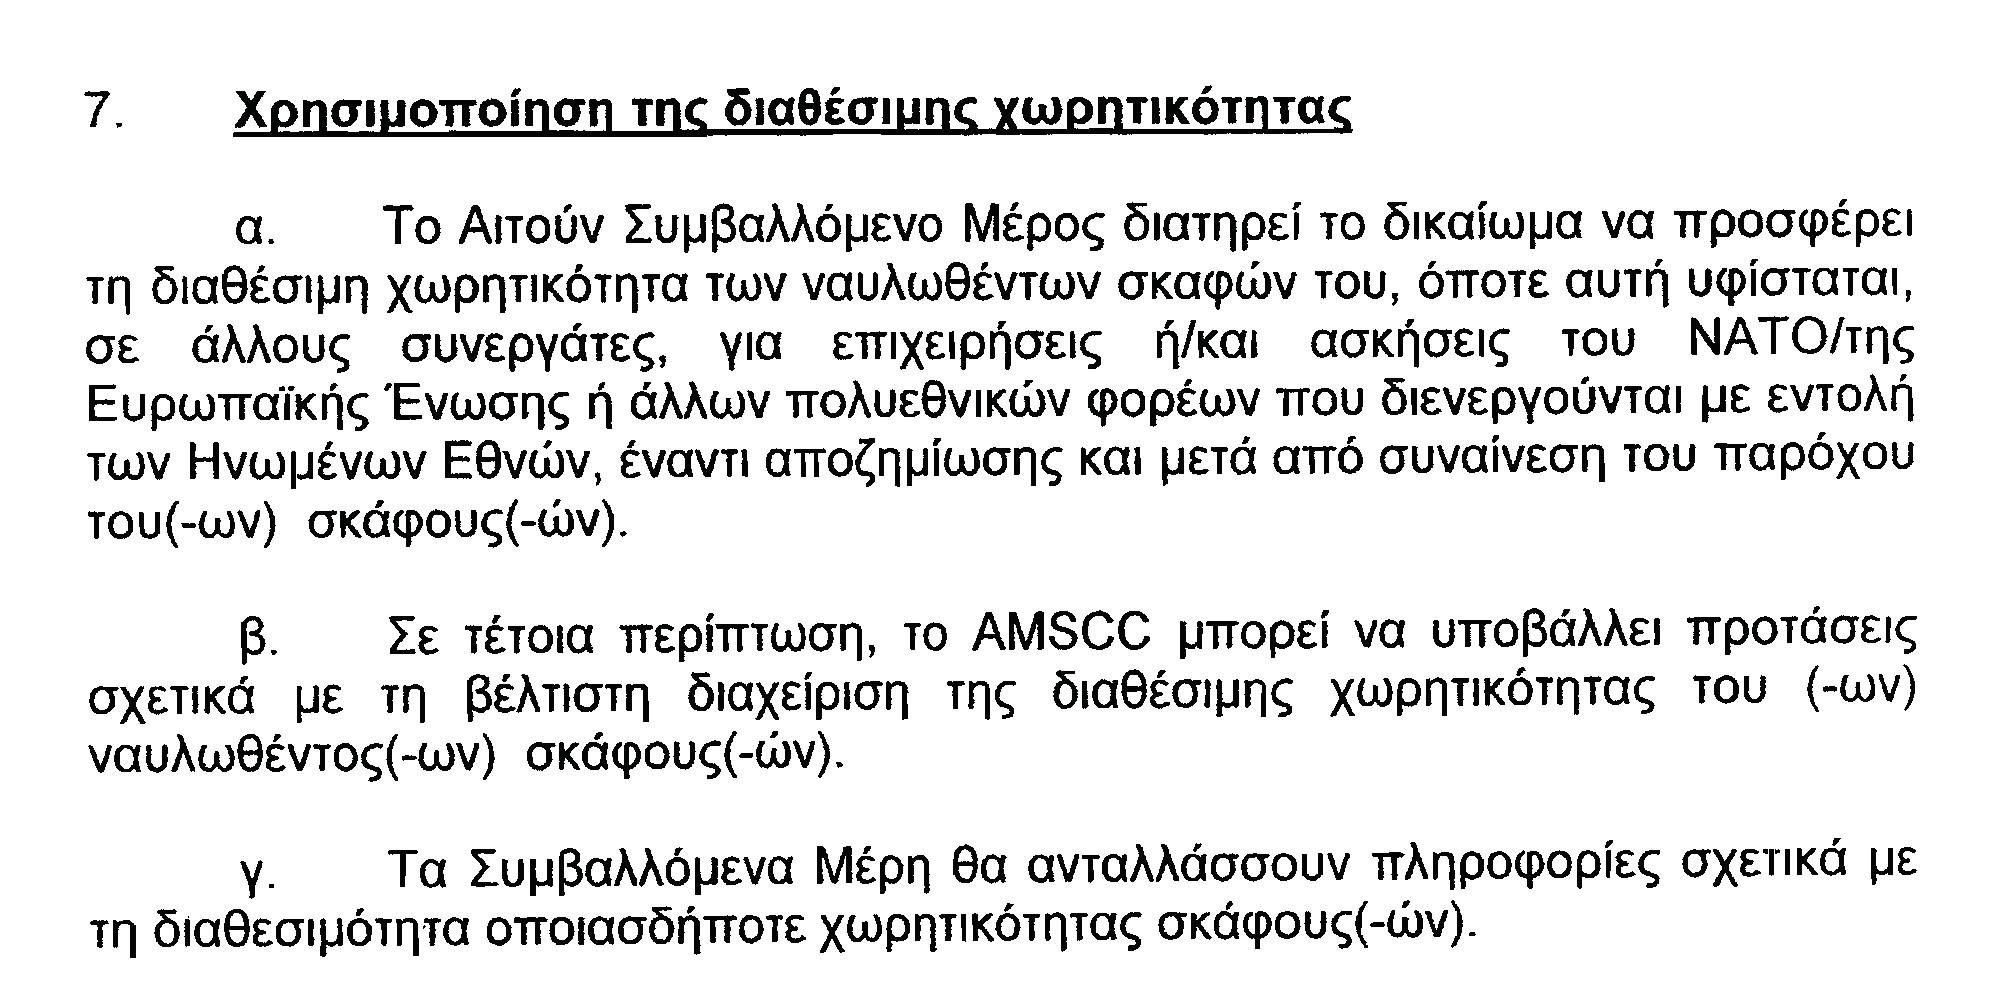 7. Χρησιμοποίηση της διαθέσιμης χωρητικότητας
α. Το Αιτούν Συμβαλλόμενο Μέρος διατηρεί το δικαίωμα να προσφέρει
τη διαθέσιμη χωρητικότητα των ναυλωθέντων σκαφών του, όποτε αυτή υφίσταται,
σε άλλους συνεργάτες, για επιχειρήσεις ή/και ασκήσεις του ΝΑΤΟ/της
Ευρωπαϊκής Ένωσης ή άλλων πολυεθνικών φορέων που διενεργούνται με εντολή
των Ηνωμένων Εθνών, έναντι αποζημίωσης και μετά από συναίνεση του παρόχου
του(-ων) σκάφους(-ών).
β. Σε τέτοια περίπτωση, το AMSCC μπορεί να υποβάλλει προτάσεις
σχετικά με τη βέλτιστη διαχείριση της διαθέσιμης χωρητικότητας του (-ων)
ναυλωθέντος(-ων) σκάφους(-ών).
γ. Τα Συμβαλλόμενα Μέρη θα ανταλλάσσουν πληροφορίες σχετικά με
τη διαθεσιμότητα οποιασδήποτε χωρητικότητας σκάφους(-ών).